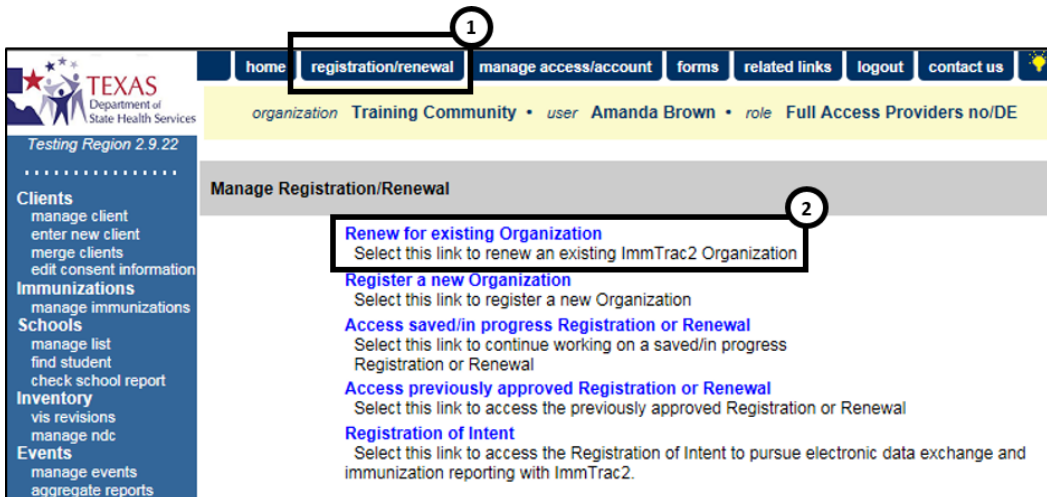 1
home registration/renewal manage access/account forms related links logout contact us
TEXAS
Department of
State Health Services
organization Training Community • user Amanda Brown • role Full Access Providers no/DE
Testing Region 2.9.22
Clients
manage client
enter new client
merge clients
edit consent information
Immunizations
manage immunizations
Schools
manage list
find student
check school report
Inventory
vis revisions
manage ndc
Events
manage events
aggregate reports
Manage Registration/Renewal
2
Renew for existing Organization
Select this link to renew an existing ImmTrac2 Organization
Register a new Organization
Select this link to register a new Organization
Access saved/in progress Registration or Renewal
Select this link to continue working on a saved/in progress
Registration or Renewal
Access previously approved Registration or Renewal
Select this link to access the previously approved Registration or Renewal
Registration of Intent
Select this link to access the Registration of Intent to pursue electronic data exchange and
immunization reporting with ImmTrac2.